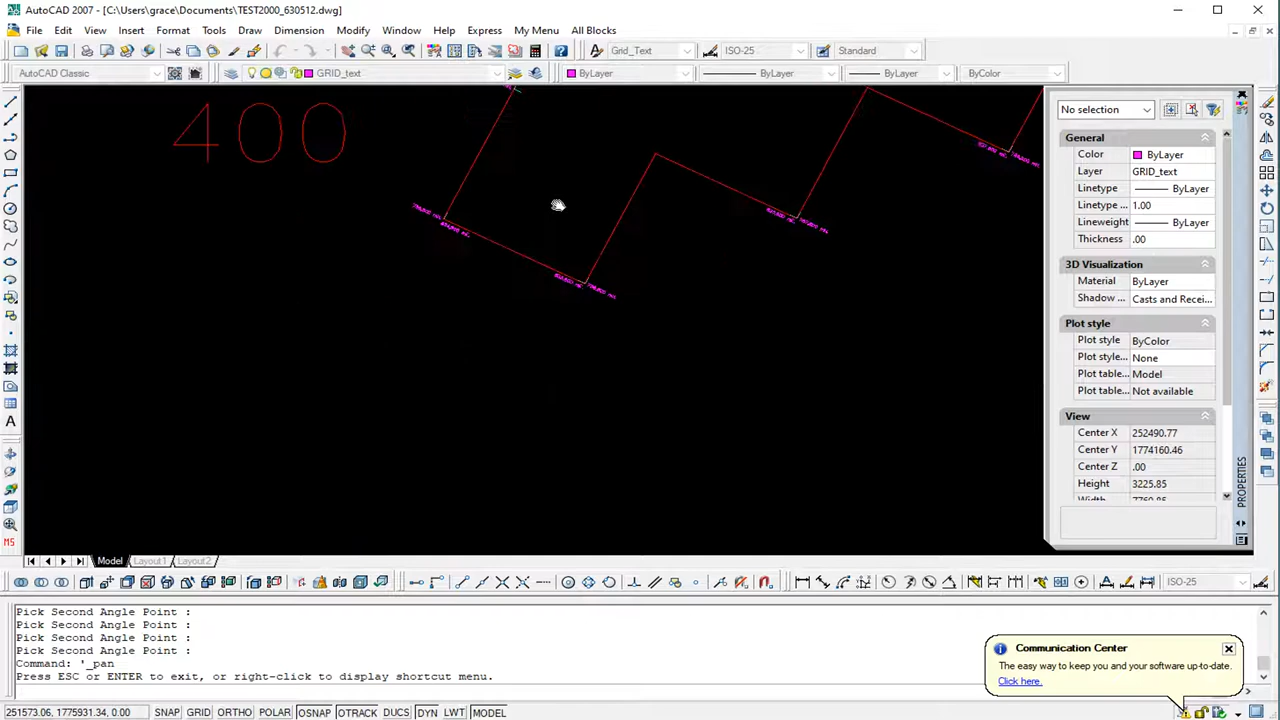 AutoCAD 2007 - [C:\Users\grace\Documents\TEST2000_630512.dwg]
File Edit View Insert Format Tools Draw Dimension Modify Window Help Express My Menu All Blocks
Grid_Text ISO-25 Standard
AutoCAD Classic GRID_text ByLayer ByLayer ByLayer ByColor
400
No selection
General
Color ByLayer
Layer GRID_text
Linetype ByLayer
Linetype ... 1.00
Lineweight ByLayer
Thickness .00
3D Visualization
Material ByLayer
Shadow ... Casts and Recei...
Plot style
Plot style ByColor
Plot style... None
Plot table... Model
Plot table... Not available
View
Center X 252490.77
Center Y 1774160.46
Center Z .00
Height 3225.85
Width 7760.85
PROPERTIES
M5
Model Layout1 Layout2
ISO-25
Pick Second Angle Point :
Pick Second Angle Point :
Pick Second Angle Point :
Pick Second Angle Point :
Command: '_pan
Press ESC or ENTER to exit, or right-click to display shortcut menu.
Communication Center
The easy way to keep you and your software up-to-date.
Click here.
251573.06, 1775931.34, 0.00 SNAP GRID ORTHO POLAR OSNAP OTRACK DUCS DYN LWT MODEL